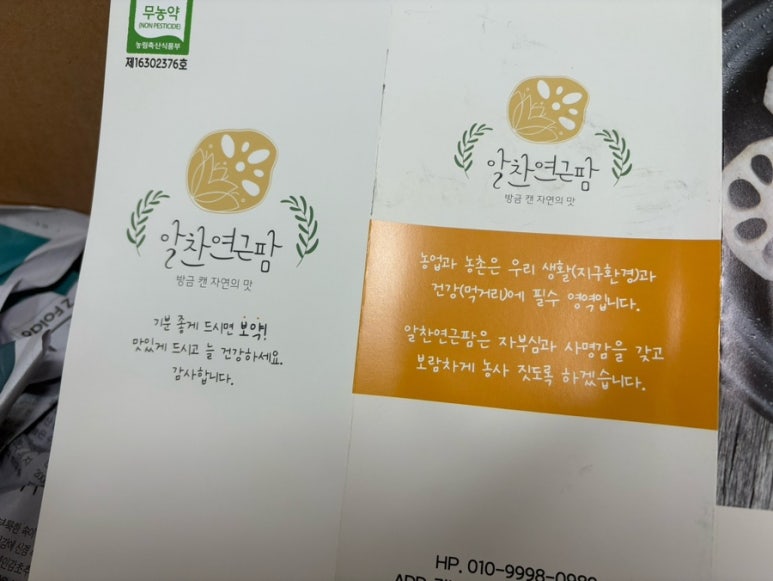 무농약
(NON PESTICIDE)
농림축산식품부
제16302376호
알찬연근팜
방금 캔 자연의 맛
기분 좋게 드시면 보약!
맛있게 드시고 늘 건강하세요.
감사합니다.
알찬연근팜
방금 캔 자연의 맛
농업과 농촌은 우리 생활(지구환경)과
건강(먹거리)에 필수 영역입니다.
알찬연근팜은 자부심과 사명감을 갖고
보람차게 농사 짓도록 하겠습니다.
HP. 010-9998-0980
ADD.